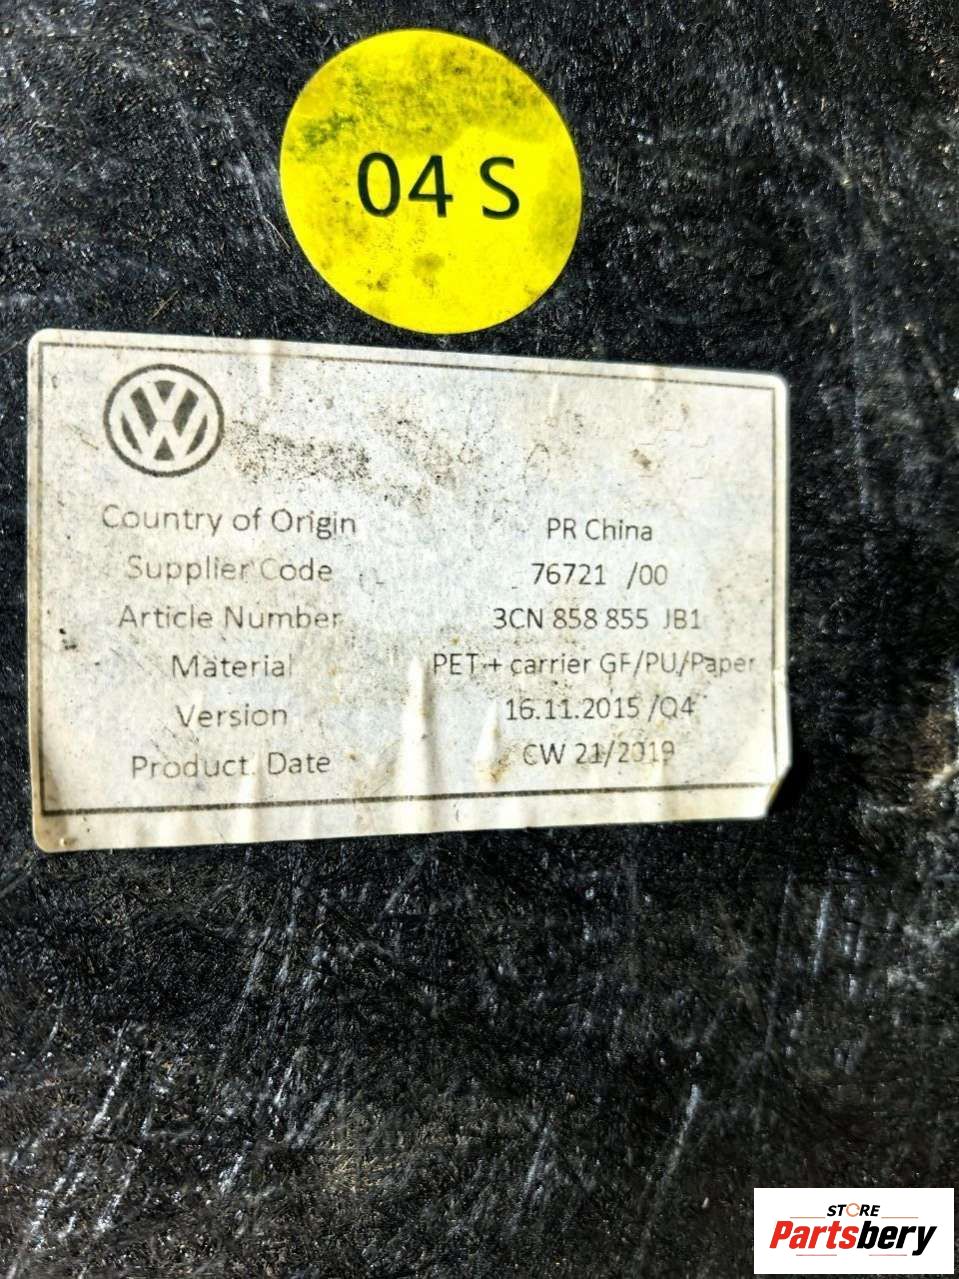 04 S
Country of Origin PR China
Supplier Code 76721 /00
Article Number 3CN 858 855 JB1
Material PET + carrier GF/PU/Paper
Version 16.11.2015 /Q4
Product. Date CW 21/2019
STORE
Partsbery